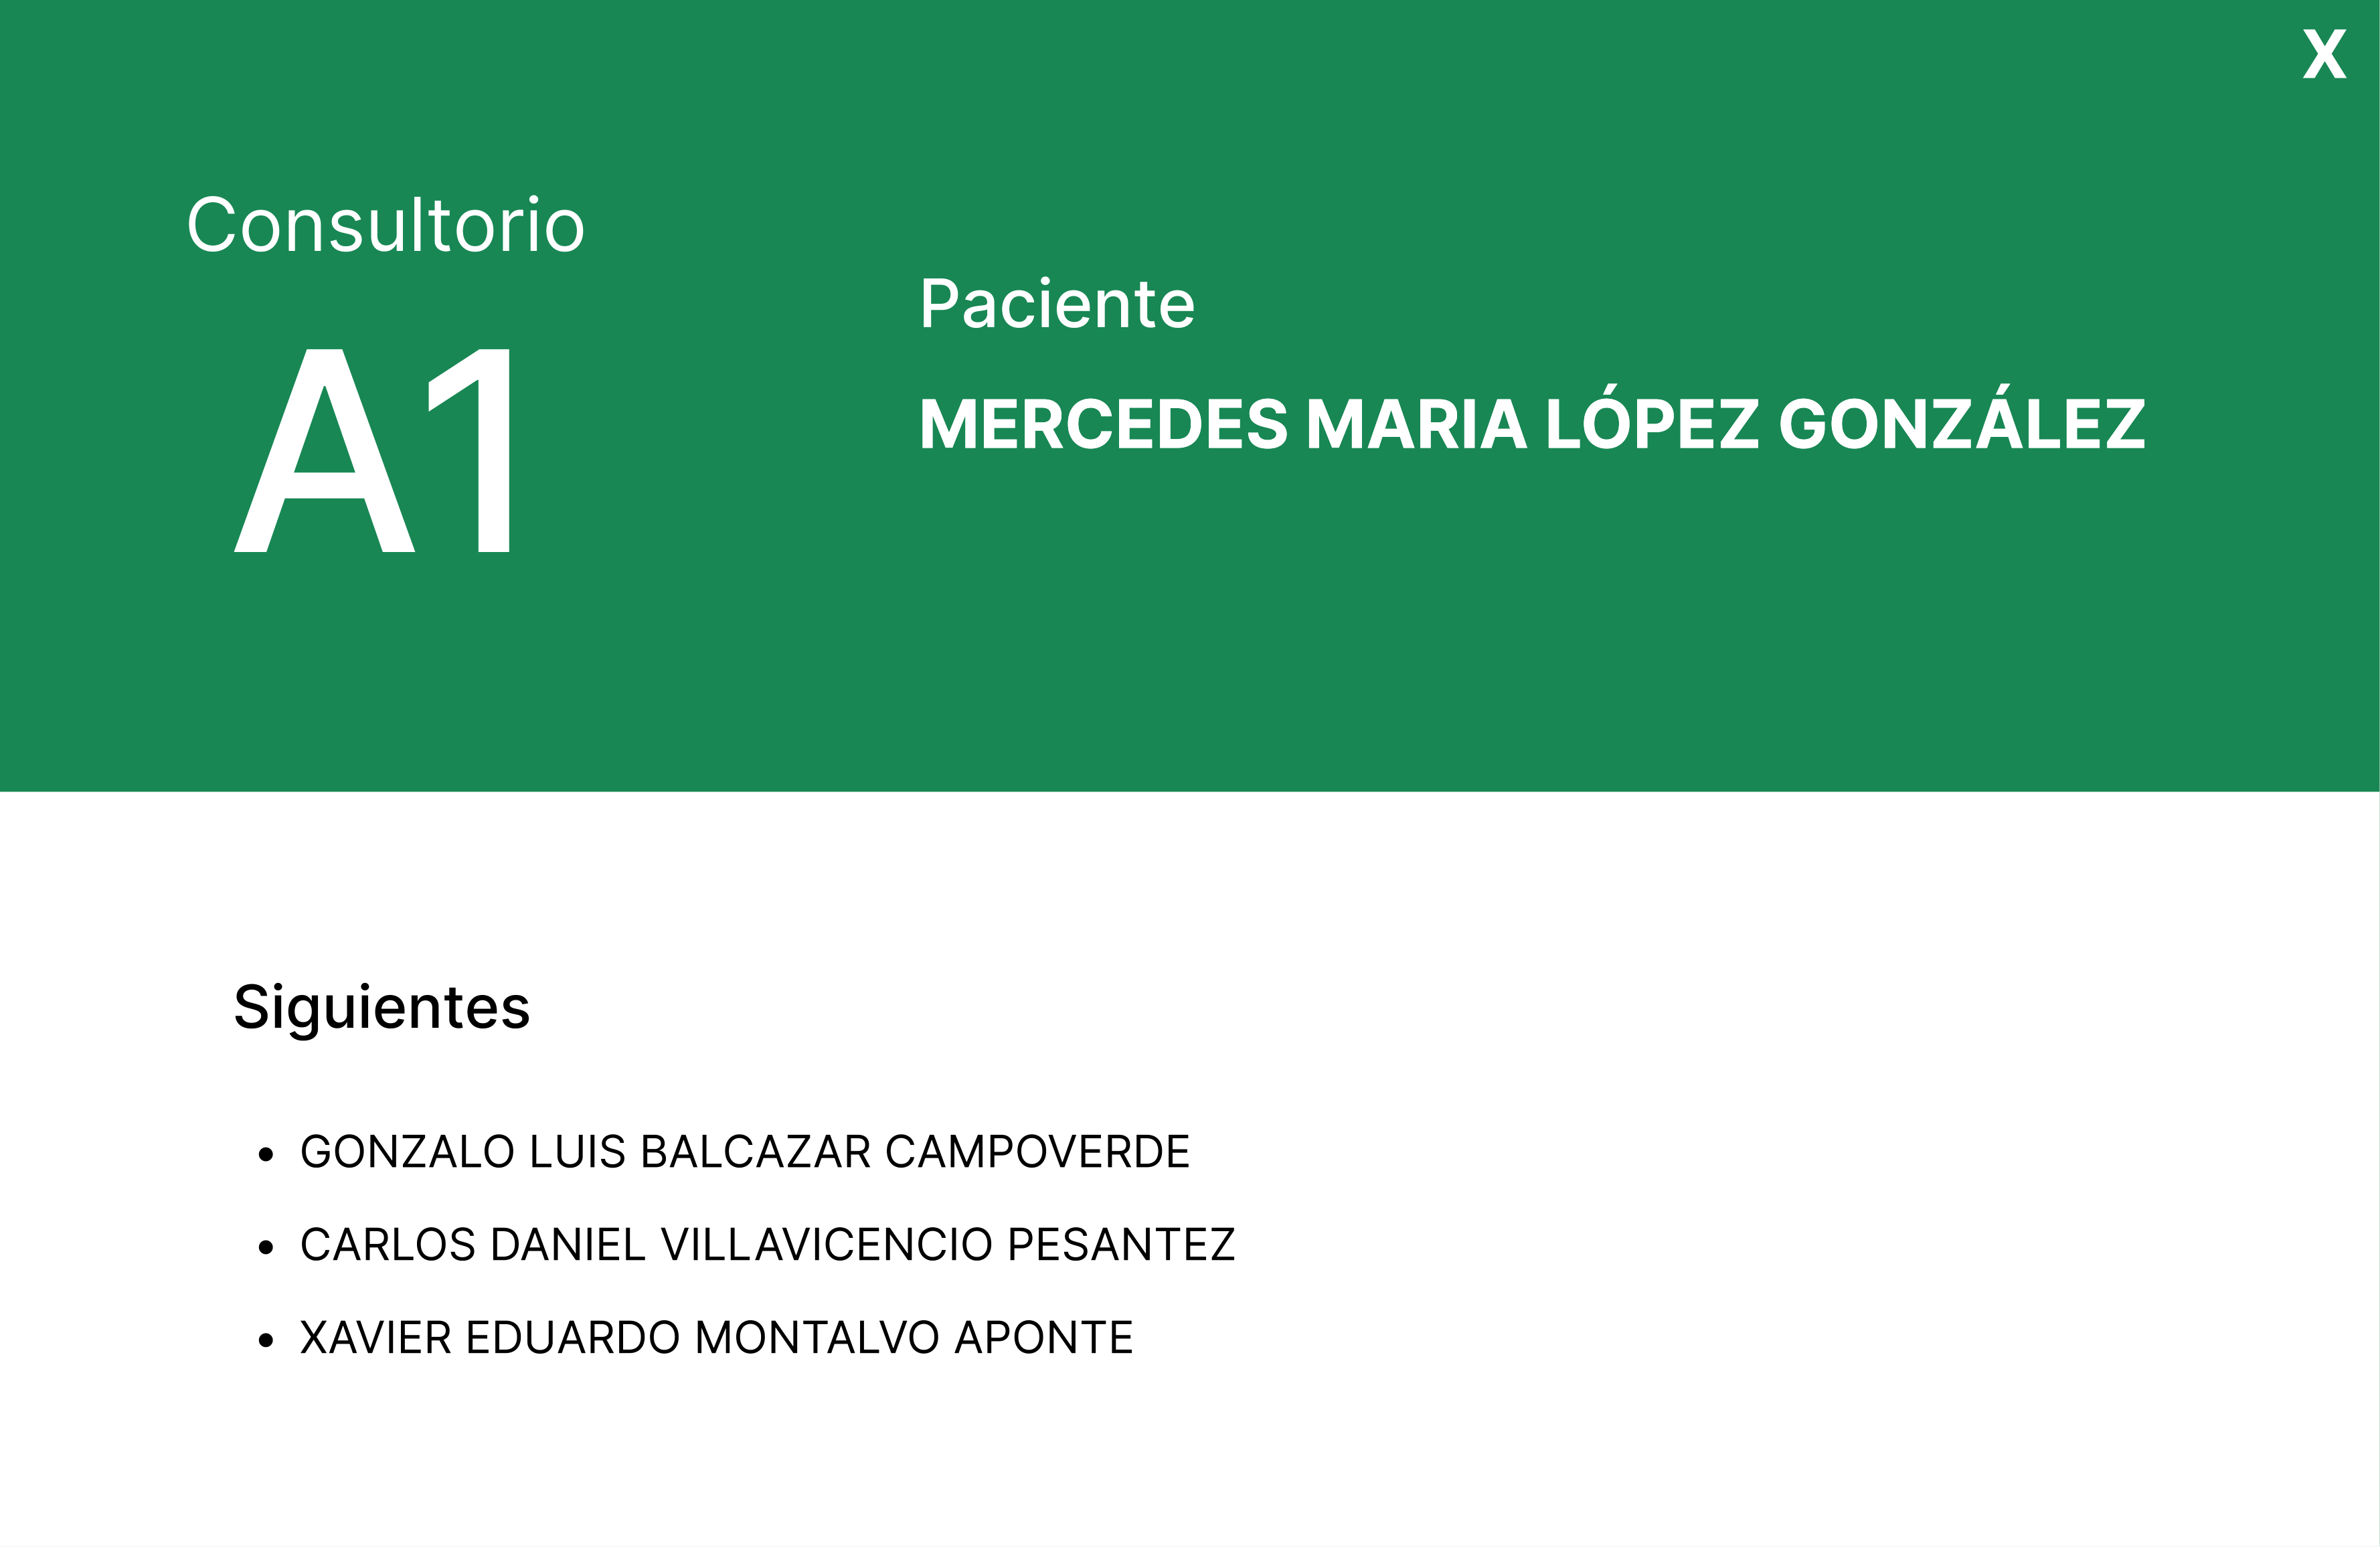 X
Consultorio
A1
Paciente
MERCEDES MARIA LÓPEZ GONZÁLEZ
Siguientes
• GONZALO LUIS BALCAZAR CAMPOVERDE
• CARLOS DANIEL VILLAVICENCIO PESANTEZ
• XAVIER EDUARDO MONTALVO APONTE